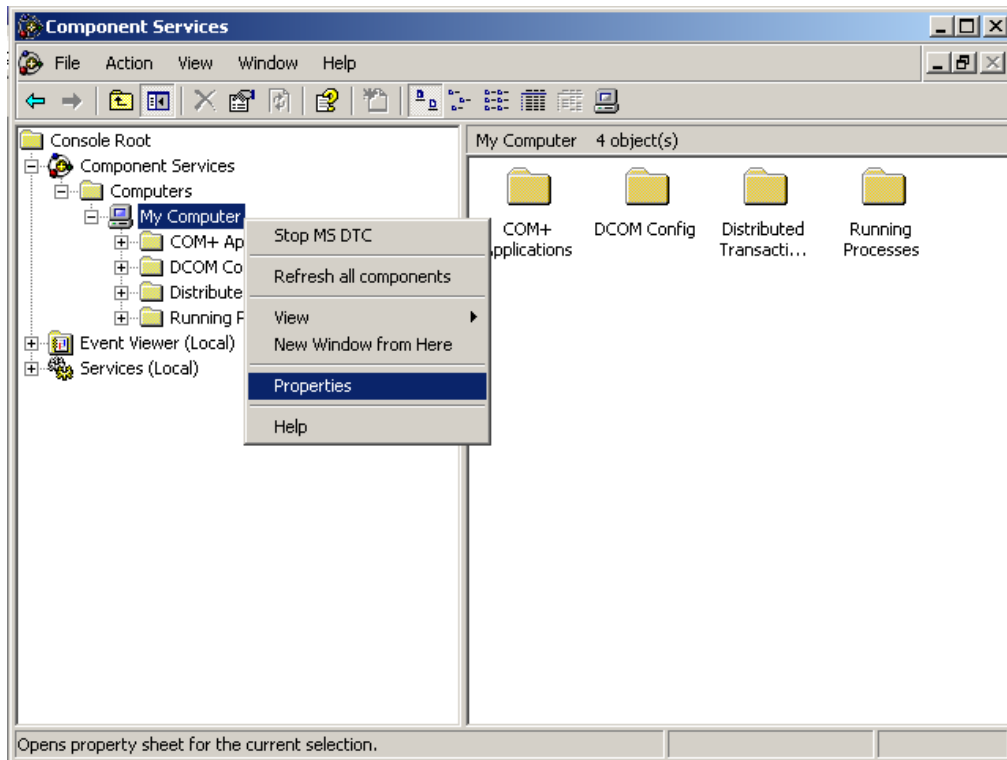 Component Services
File Action View Window Help
Console Root
Component Services
Computers
My Computer
COM+ Ap
DCOM Co
Distribute
Running F
Event Viewer (Local)
Services (Local)
Stop MS DTC
Refresh all components
View
New Window from Here
Properties
Help
My Computer 4 object(s)
COM+ DCOM Config Distributed Running
pplications Transacti... Processes
Opens property sheet for the current selection.